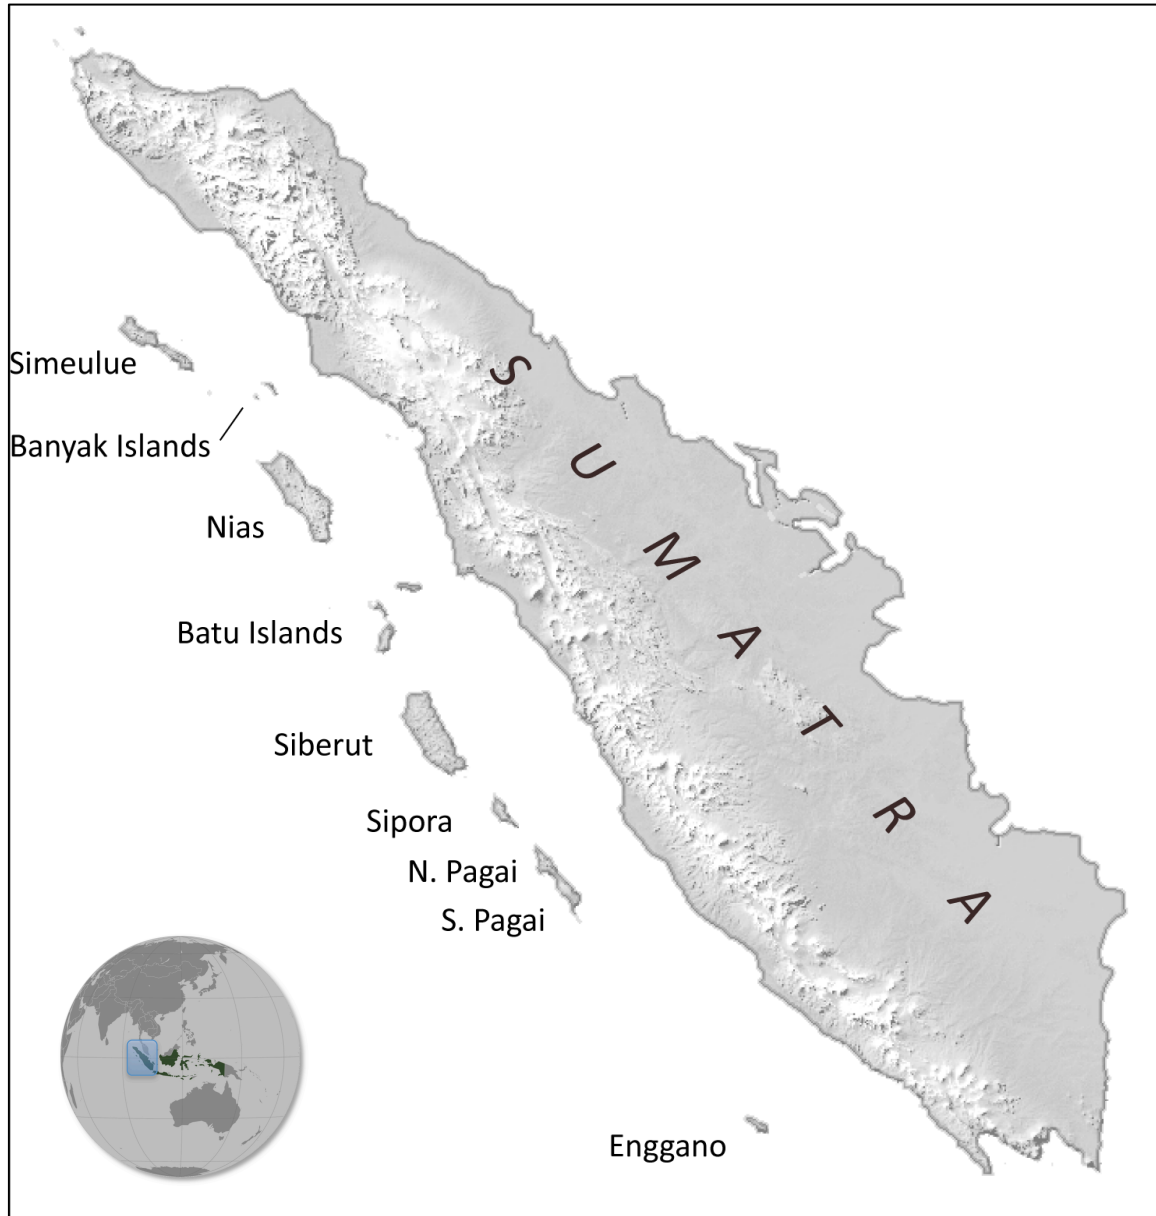 Simeulue
Banyak Islands
Nias
Batu Islands
Siberut
Sipora
N. Pagai
S. Pagai
Enggano
SUMATRA